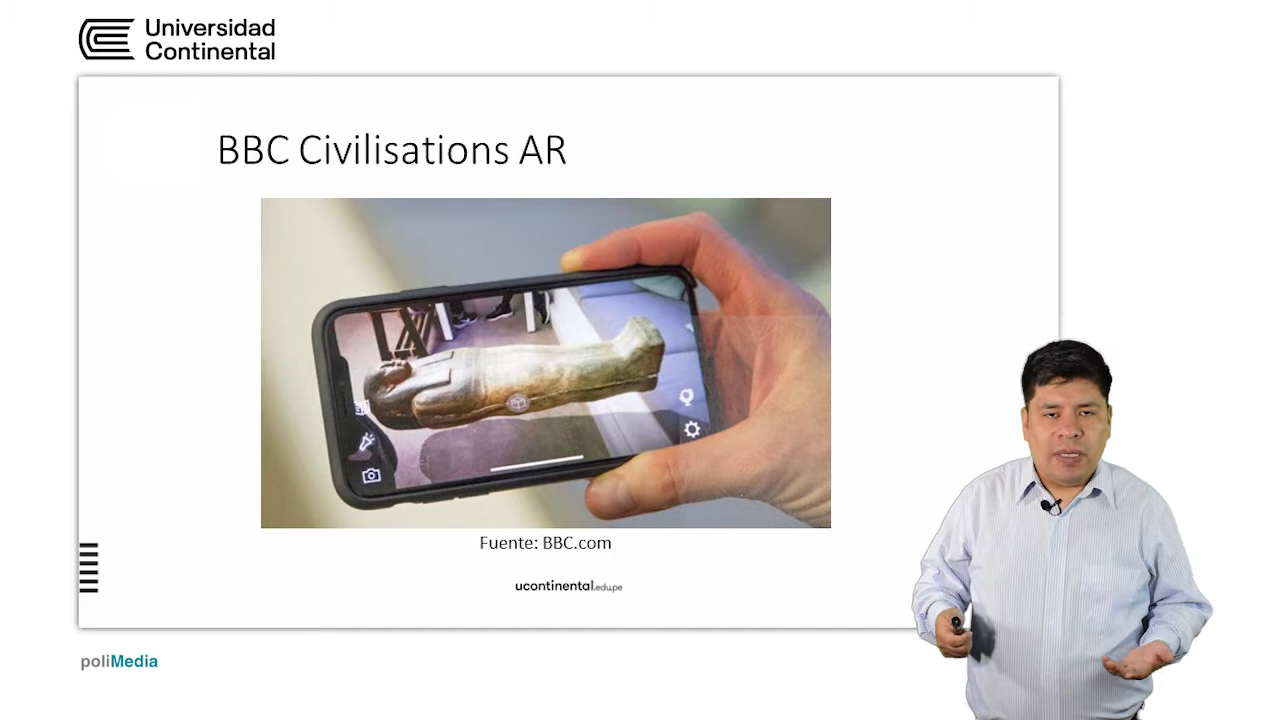 Universidad
Continental
BBC Civilisations AR
Fuente: BBC.com
ucontinental.edu.pe
poliMedia